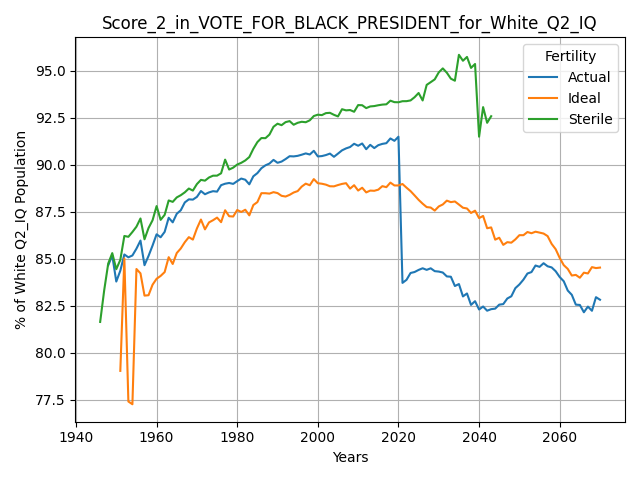 Score_2_in_VOTE_FOR_BLACK_PRESIDENT_for_White_Q2_IQ
Fertility
Actual
Ideal
Sterile
% of White Q2_IQ Population
95.0
92.5
90.0
87.5
85.0
82.5
80.0
77.5
1940 1960 1980 2000 2020 2040 2060
Years